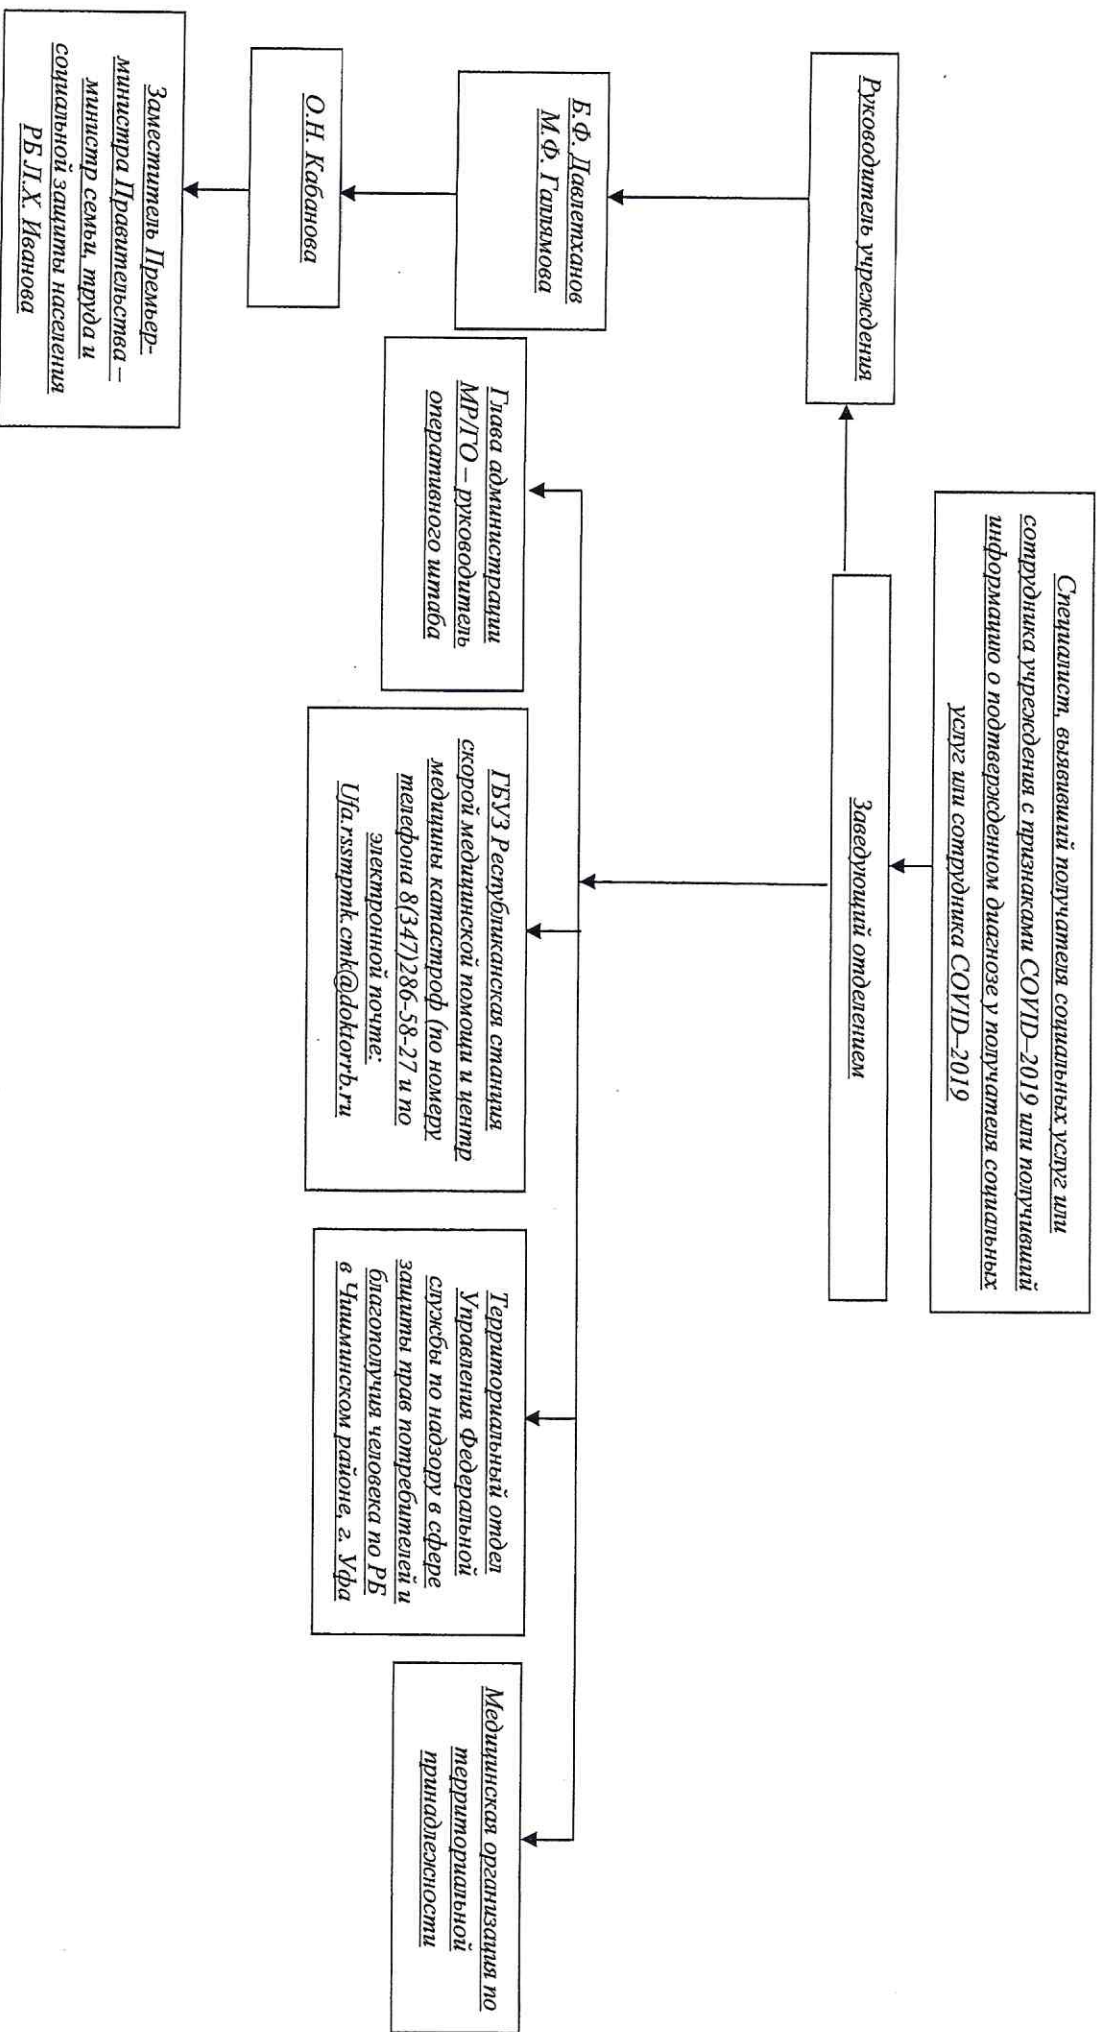 Специалист, выявивший получателя социальных услуг или
сотрудника учреждения с признаками COVID–2019 или получивший
информацию о подтвержденном диагнозе у получателя социальных
услуг или сотрудника COVID–2019
Заведующий отделением
Руководитель учреждения
Б.Ф. Давлетханов
М.Ф. Галлямова
О.Н. Кабанова
Заместитель Премьер-
министра Правительства –
министр семьи, труда и
социальной защиты населения
РБ Л.Х. Иванова
Глава администрации
МР/ГО – руководитель
оперативного штаба
ГБУЗ Республиканская станция
скорой медицинской помощи и центр
медицины катастроф (по номеру
телефона 8(347)286-58-27 и по
электронной почте:
Ufa.rssmpmk.cmk@doktorrb.ru
Территориальный отдел
Управления Федеральной
службы по надзору в сфере
защиты прав потребителей и
благополучия человека по РБ
в Чишминском районе, г. Уфа
Медицинская организация по
территориальной
принадлежности